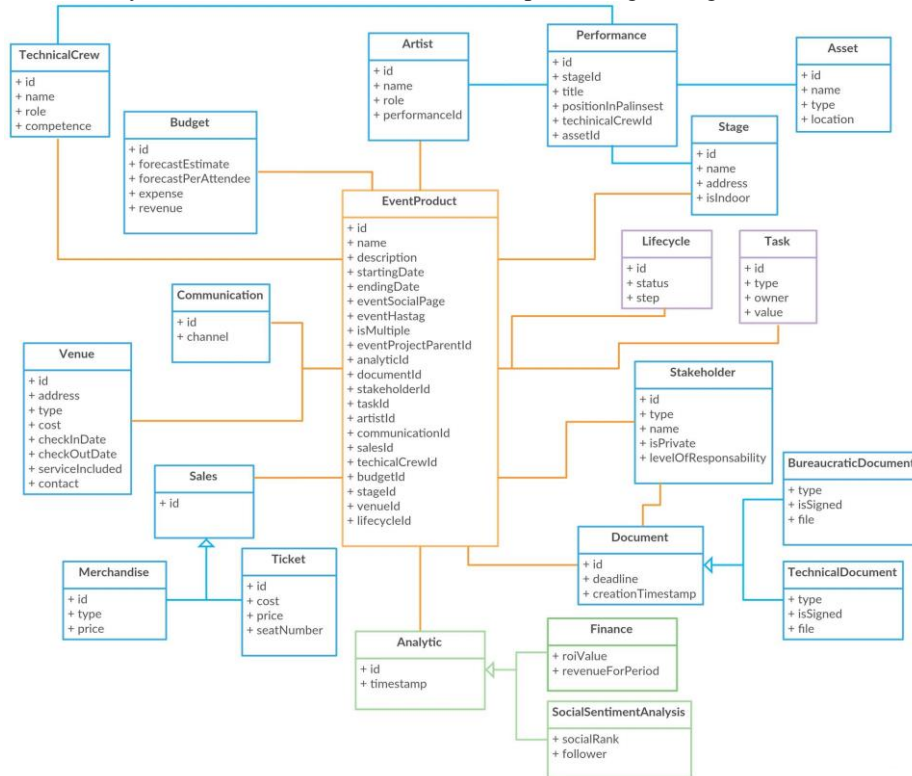 TechnicalCrew
+ id
+ name
+ role
+ competence
Artist
+ id
+ name
+ role
+ performanceId
Performance
+ id
+ stageId
+ title
+ positionInPalinsest
+ techinicalCrewId
+ assetId
Asset
+ id
+ name
+ type
+ location
Budget
+ id
+ forecastEstimate
+ forecastPerAttendee
+ expense
+ revenue
Stage
+ id
+ name
+ address
+ isIndoor
EventProduct
+ id
+ name
+ description
+ startingDate
+ endingDate
+ eventSocialPage
+ eventHastag
+ isMultiple
+ eventProjectParentId
+ analyticId
+ documentId
+ stakeholderId
+ taskId
+ artistId
+ communicationId
+ salesId
+ techicalCrewId
+ budgetId
+ stageId
+ venueId
+ lifecycleId
Lifecycle
+ id
+ status
+ step
Task
+ id
+ type
+ owner
+ value
Communication
+ id
+ channel
Venue
+ id
+ address
+ type
+ cost
+ checkInDate
+ checkOutDate
+ serviceIncluded
+ contact
Stakeholder
+ id
+ type
+ name
+ isPrivate
+ levelOfResponsability
Sales
+ id
BureaucraticDocument
+ type
+ isSigned
+ file
Merchandise
+ id
+ type
+ price
Ticket
+ id
+ cost
+ price
+ seatNumber
Document
+ id
+ deadline
+ creationTimestamp
TechnicalDocument
+ type
+ isSigned
+ file
Analytic
+ id
+ timestamp
Finance
+ roiValue
+ revenueForPeriod
SocialSentimentAnalysis
+ socialRank
+ follower